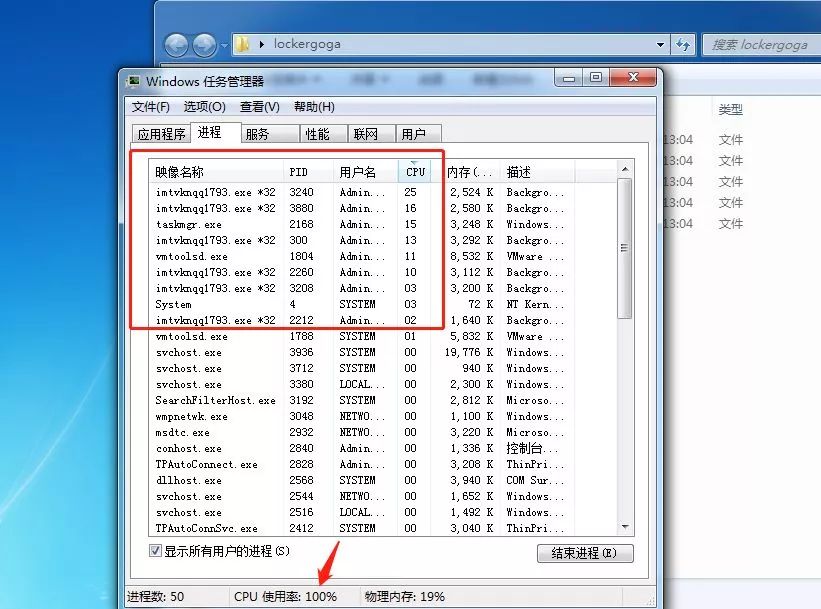 lockergoga
搜索 lockergoga
Windows 任务管理器
文件(F) 选项(O) 查看(V) 帮助(H)
应用程序 进程 服务 性能 联网 用户
类型
映像名称 PID 用户名 CPU 内存(... 描述
imtvknqq1793.exe *32 3240 Admin... 25 2,524 K Backgro...
imtvknqq1793.exe *32 3880 Admin... 16 2,580 K Backgro...
taskmgr.exe 2168 Admin... 15 3,248 K Windows...
imtvknqq1793.exe *32 300 Admin... 13 3,292 K Backgro...
vmtoolsd.exe 1804 Admin... 11 8,532 K VMware ...
imtvknqq1793.exe *32 2260 Admin... 10 3,112 K Backgro...
imtvknqq1793.exe *32 3208 Admin... 03 3,200 K Backgro...
System 4 SYSTEM 03 72 K NT Kern...
imtvknqq1793.exe *32 2212 Admin... 02 1,640 K Backgro...
vmtoolsd.exe 1788 SYSTEM 01 5,832 K VMware ...
svchost.exe 3936 SYSTEM 00 19,776 K Windows...
svchost.exe 3712 SYSTEM 00 940 K Windows...
svchost.exe 3380 LOCAL... 00 2,300 K Windows...
SearchFilterHost.exe 3192 SYSTEM 00 2,812 K Microso...
wmpnetwk.exe 3048 NETWO... 00 1,100 K Windows...
msdtc.exe 2932 NETWO... 00 3,220 K Microso...
conhost.exe 2840 Admin... 00 1,336 K 控制台...
TPAutoConnect.exe 2828 Admin... 00 3,208 K ThinPri...
dllhost.exe 2568 SYSTEM 00 3,940 K COM Sur...
svchost.exe 2544 NETWO... 00 1,652 K Windows...
svchost.exe 2516 LOCAL... 00 1,492 K Windows...
TPAutoConnSvc.exe 2412 SYSTEM 00 3,040 K ThinPri...
13:04 文件
13:04 文件
13:04 文件
13:04 文件
13:04 文件
显示所有用户的进程(S)
结束进程(E)
进程数: 50 CPU 使用率: 100% 物理内存: 19%